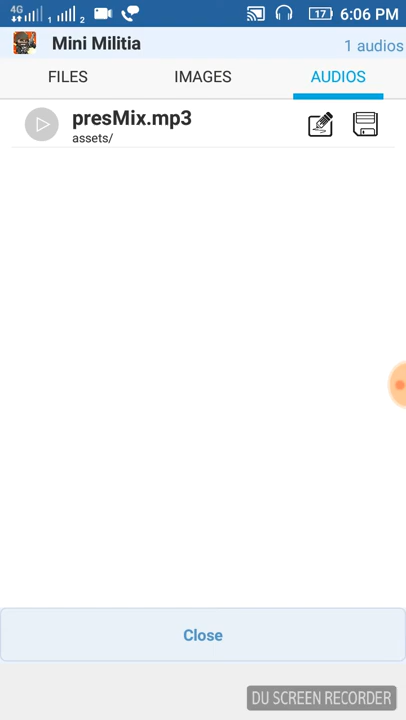 4G 1 2 17 6:06 PM
Mini Militia 1 audios
FILES IMAGES AUDIOS
presMix.mp3
assets/
Close
DU SCREEN RECORDER